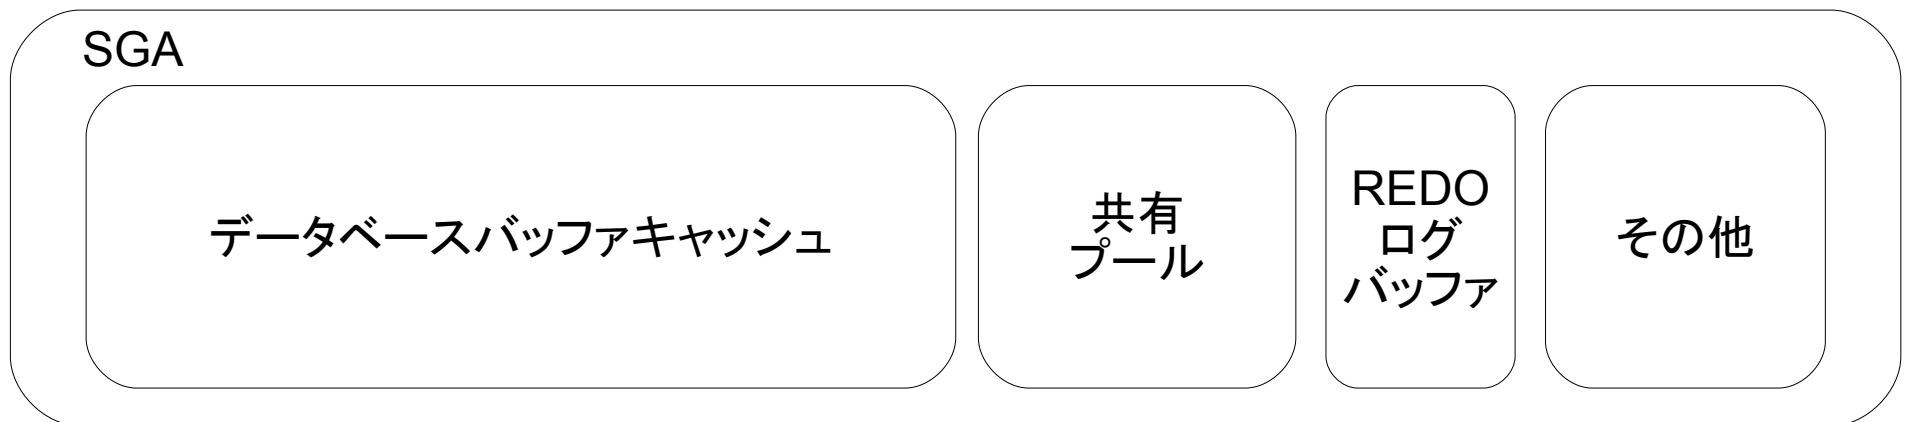 SGA
データベースバッファキャッシュ
共有
プール
REDO
ログ
バッファ
その他